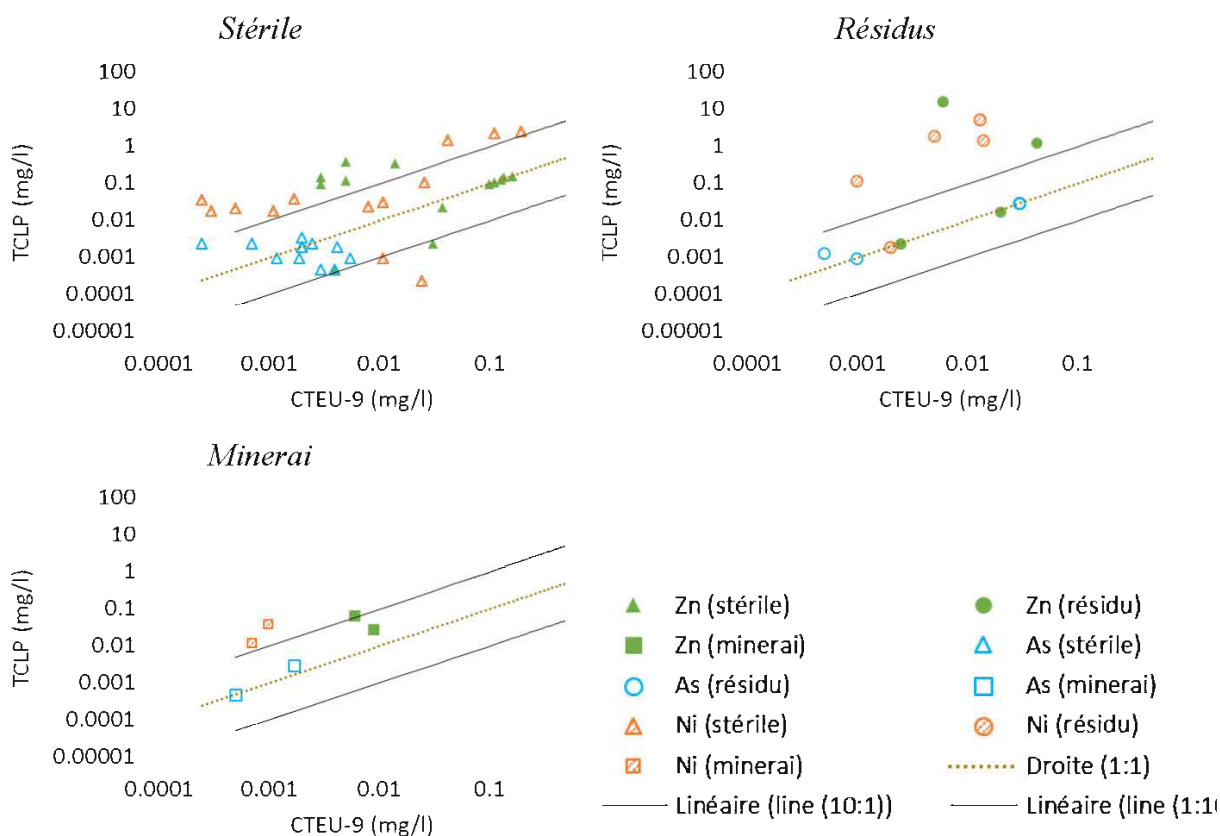 Stérile
TCLP (mg/l)
100
10
1
0.1
0.01
0.001
0.0001
0.00001
0.0001 0.001 0.01 0.1
CTEU-9 (mg/l)
Résidus
TCLP (mg/l)
100
10
1
0.1
0.01
0.001
0.0001
0.00001
0.0001 0.001 0.01 0.1
CTEU-9 (mg/l)
Minerai
TCLP (mg/l)
100
10
1
0.1
0.01
0.001
0.0001
0.00001
0.0001 0.001 0.01 0.1
CTEU-9 (mg/l)
Zn (stérile) Zn (résidu)
Zn (minerai) As (stérile)
As (résidu) As (minerai)
Ni (stérile) Ni (résidu)
Ni (minerai) Droite (1:1)
Linéaire (line (10:1)) Linéaire (line (1:10